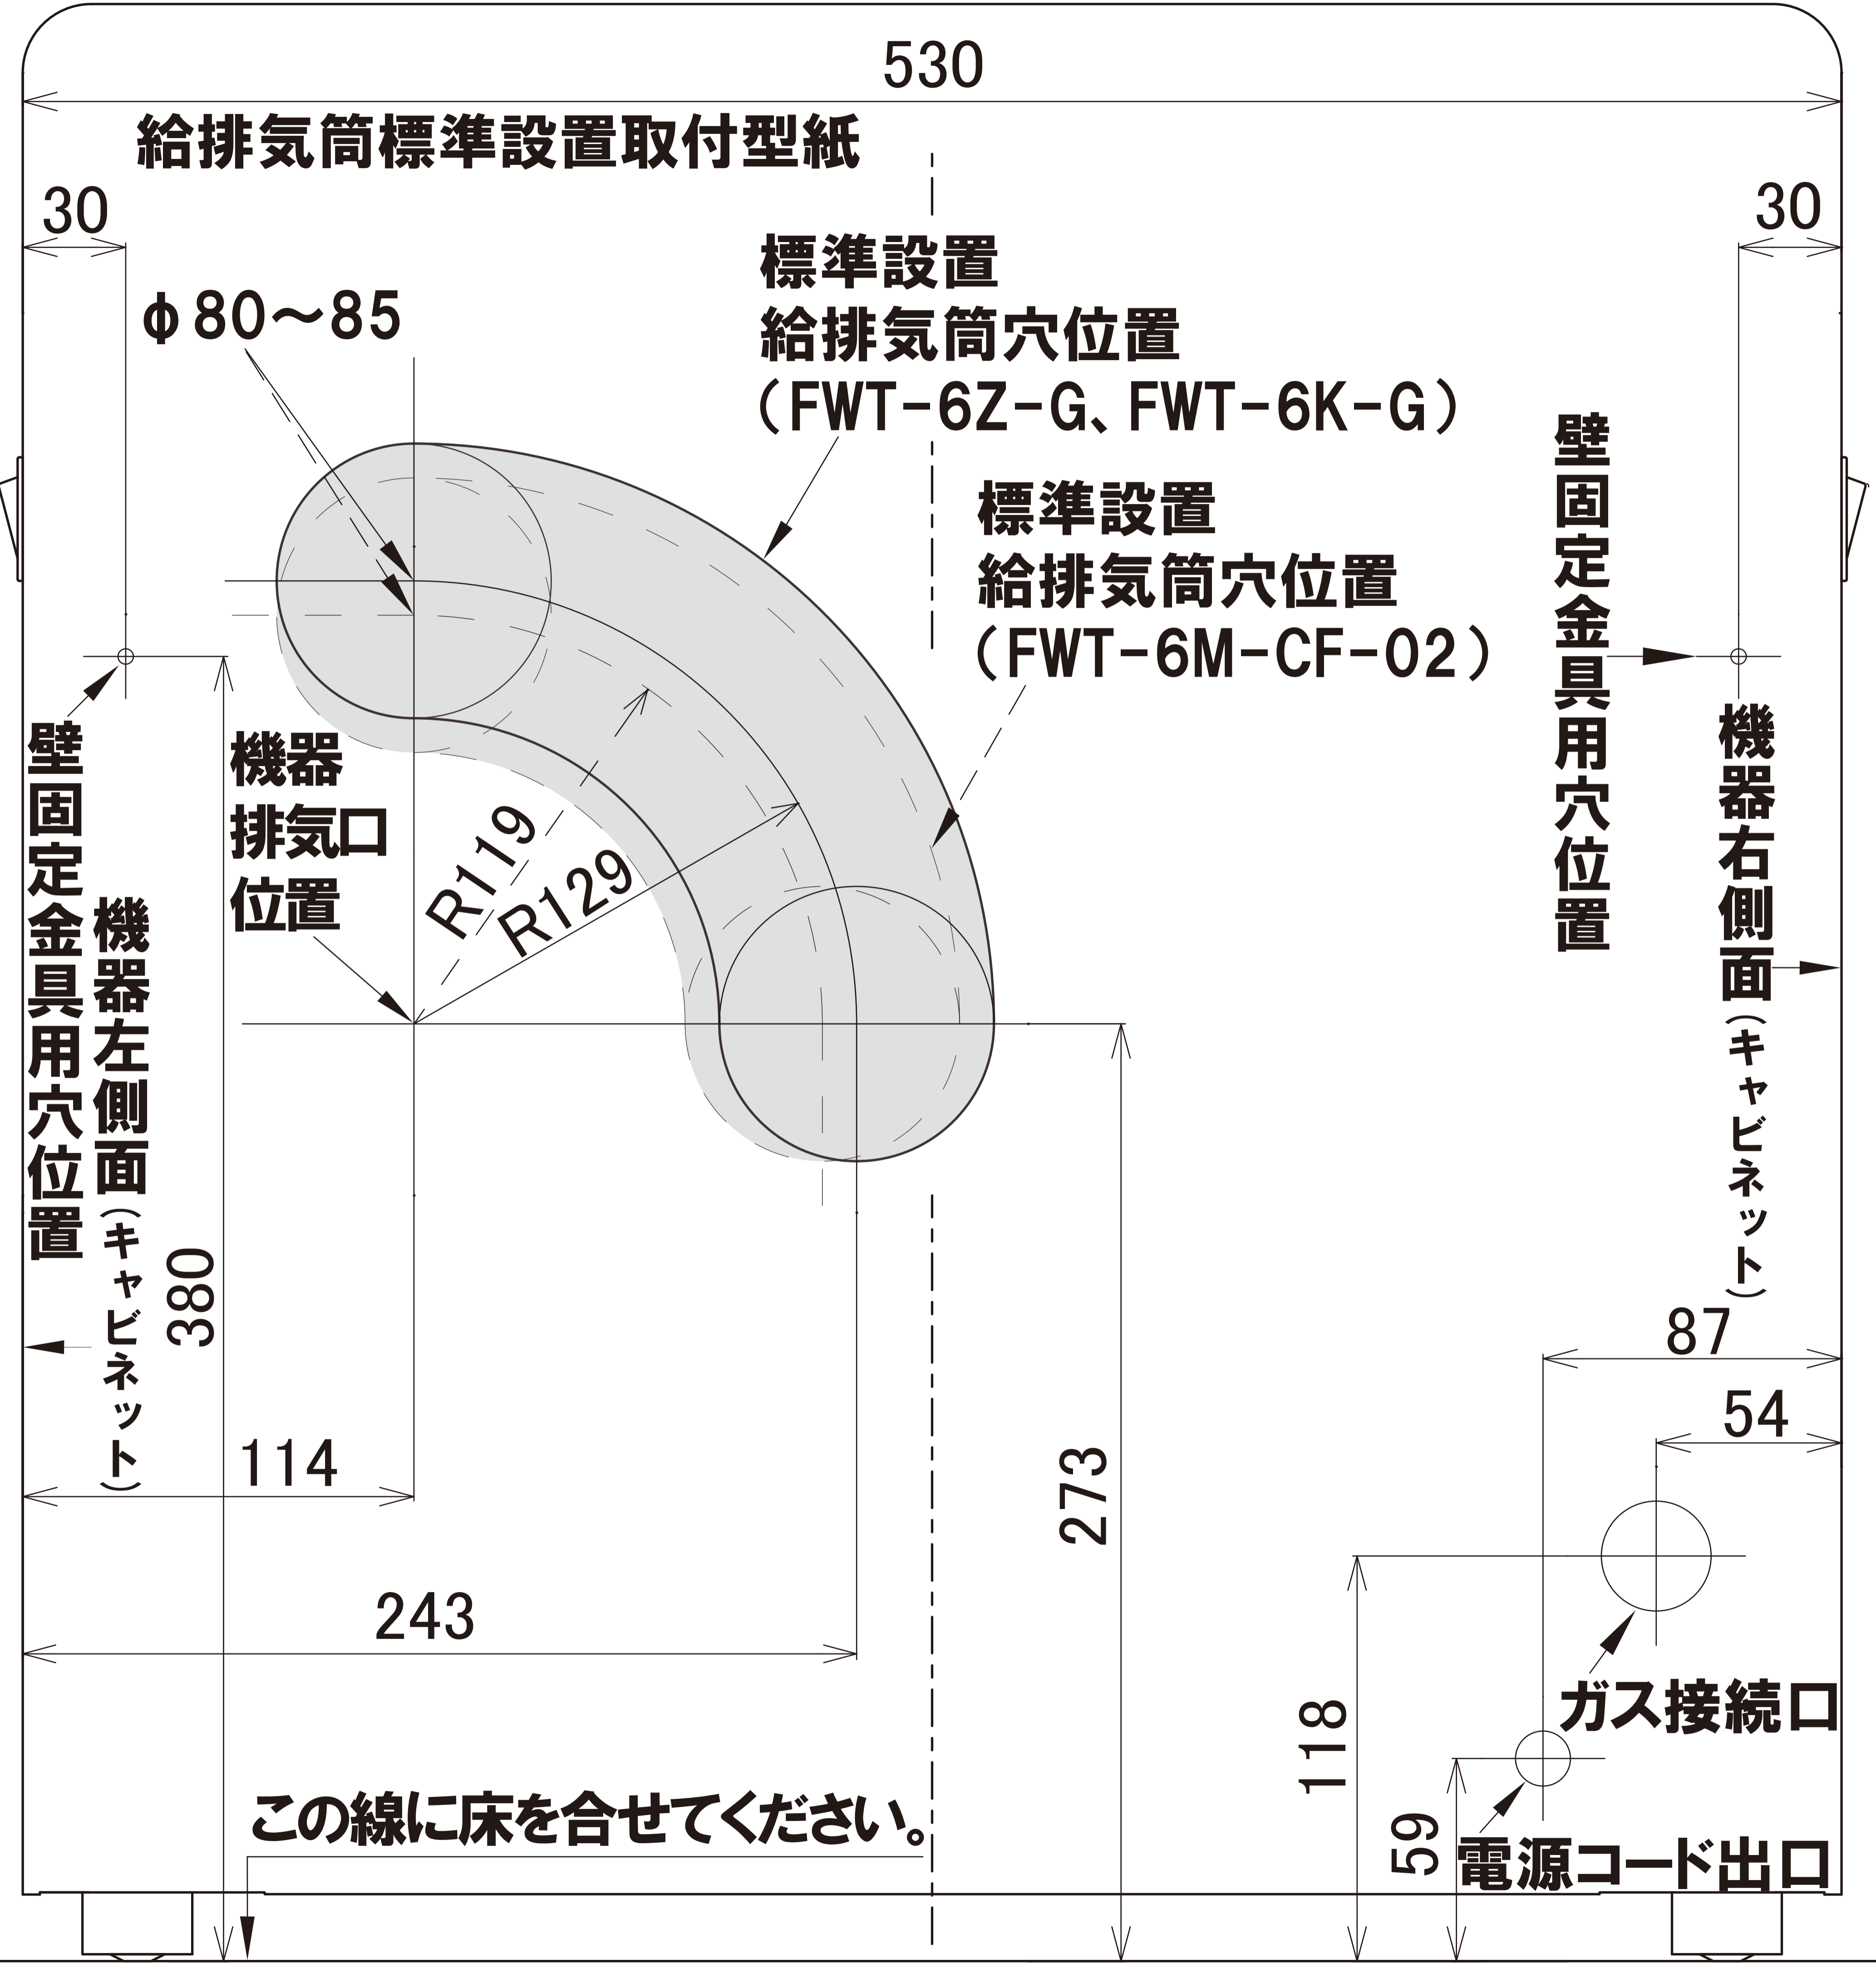 530
給排気筒標準設置取付型紙
30
30
φ80～85
標準設置
給排気筒穴位置
（FWT-6Z-G、FWT-6K-G）
標準設置
給排気筒穴位置
（FWT-6M-CF-02）
壁固定金具用穴位置
機器右側面（キャビネット）
壁固定金具用穴位置
機器左側面（キャビネット）
機器
排気口
位置
R119
R129
380
114
243
273
87
54
118
59
ガス接続口
電源コード出口
この線に床を合せてください。